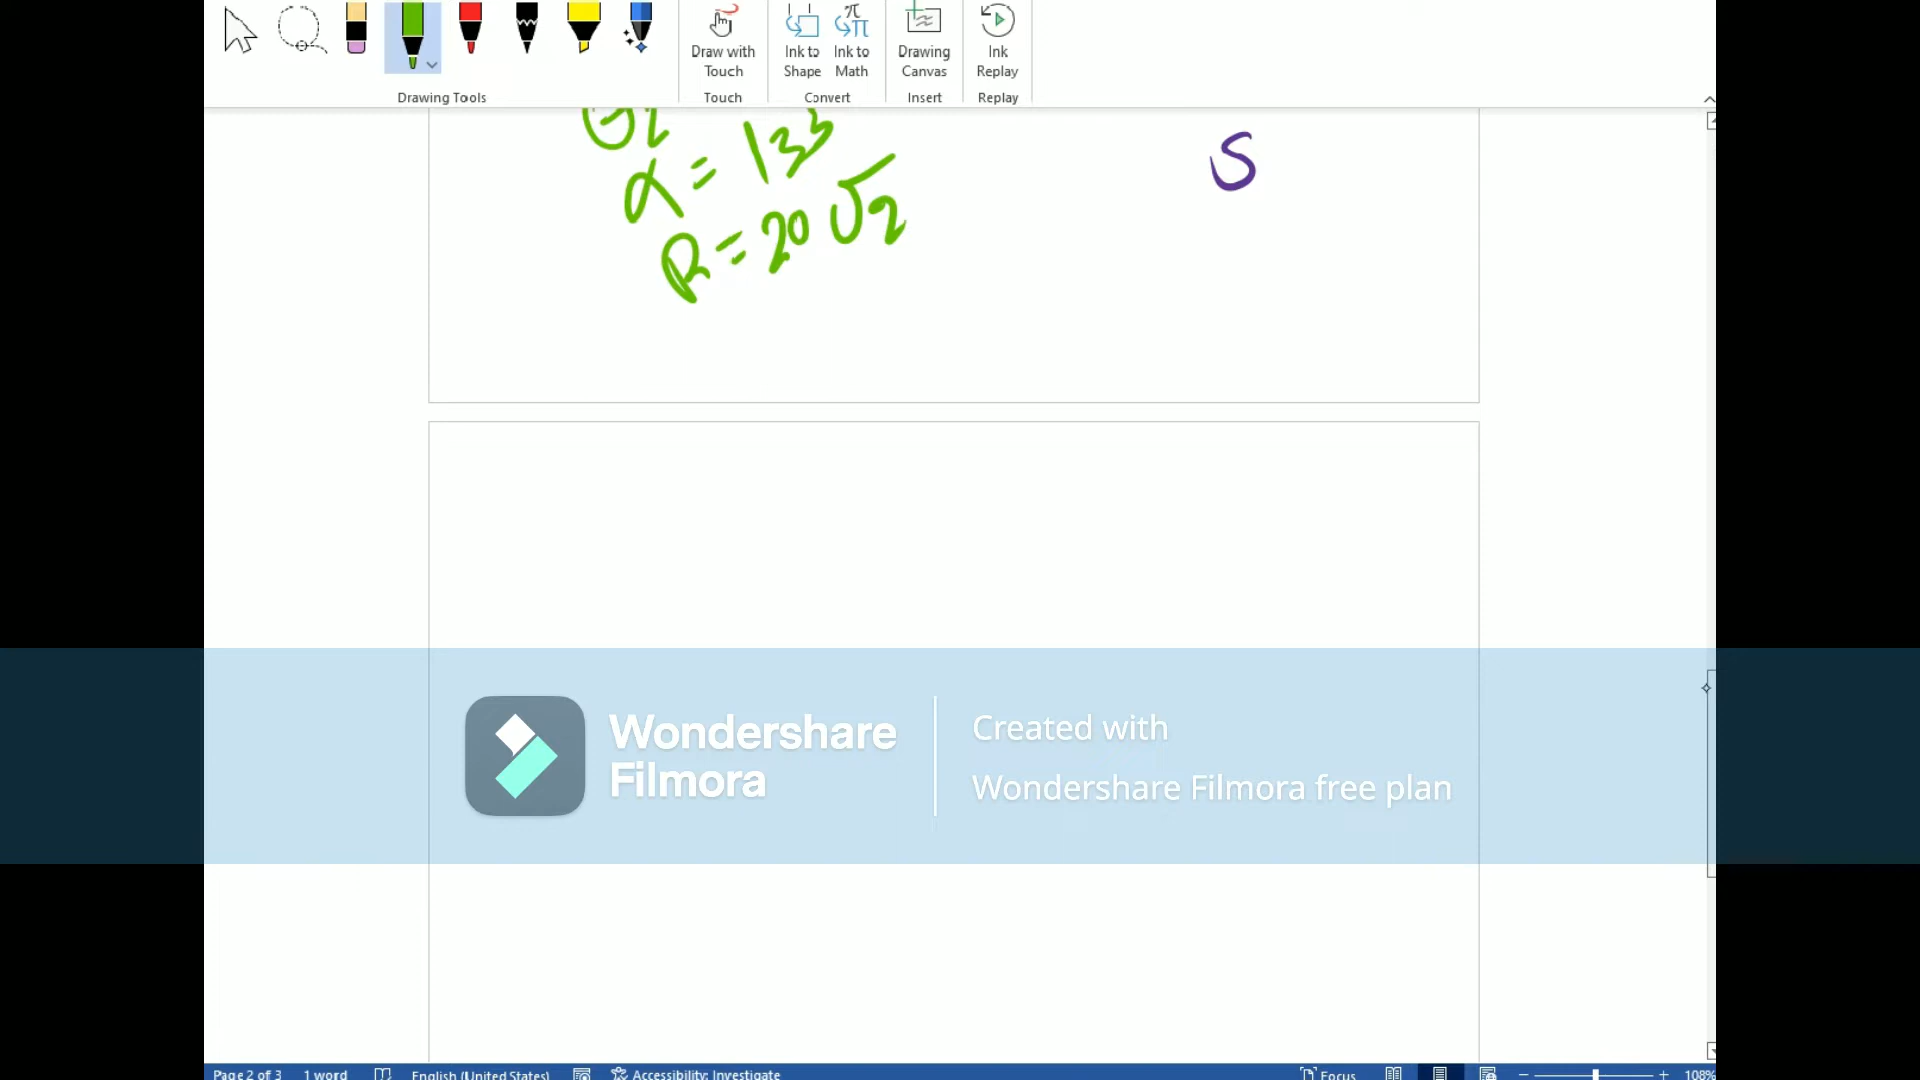 Draw with Touch
Ink to Shape
Ink to Math
Drawing Canvas
Ink Replay
Drawing Tools
Touch
Convert
Insert
Replay
α = 135
R = 20 √2
S
Wondershare Filmora
Created with
Wondershare Filmora free plan
Page 2 of 3
1 word
English (United States)
Accessibility: Investigate
Focus
108%